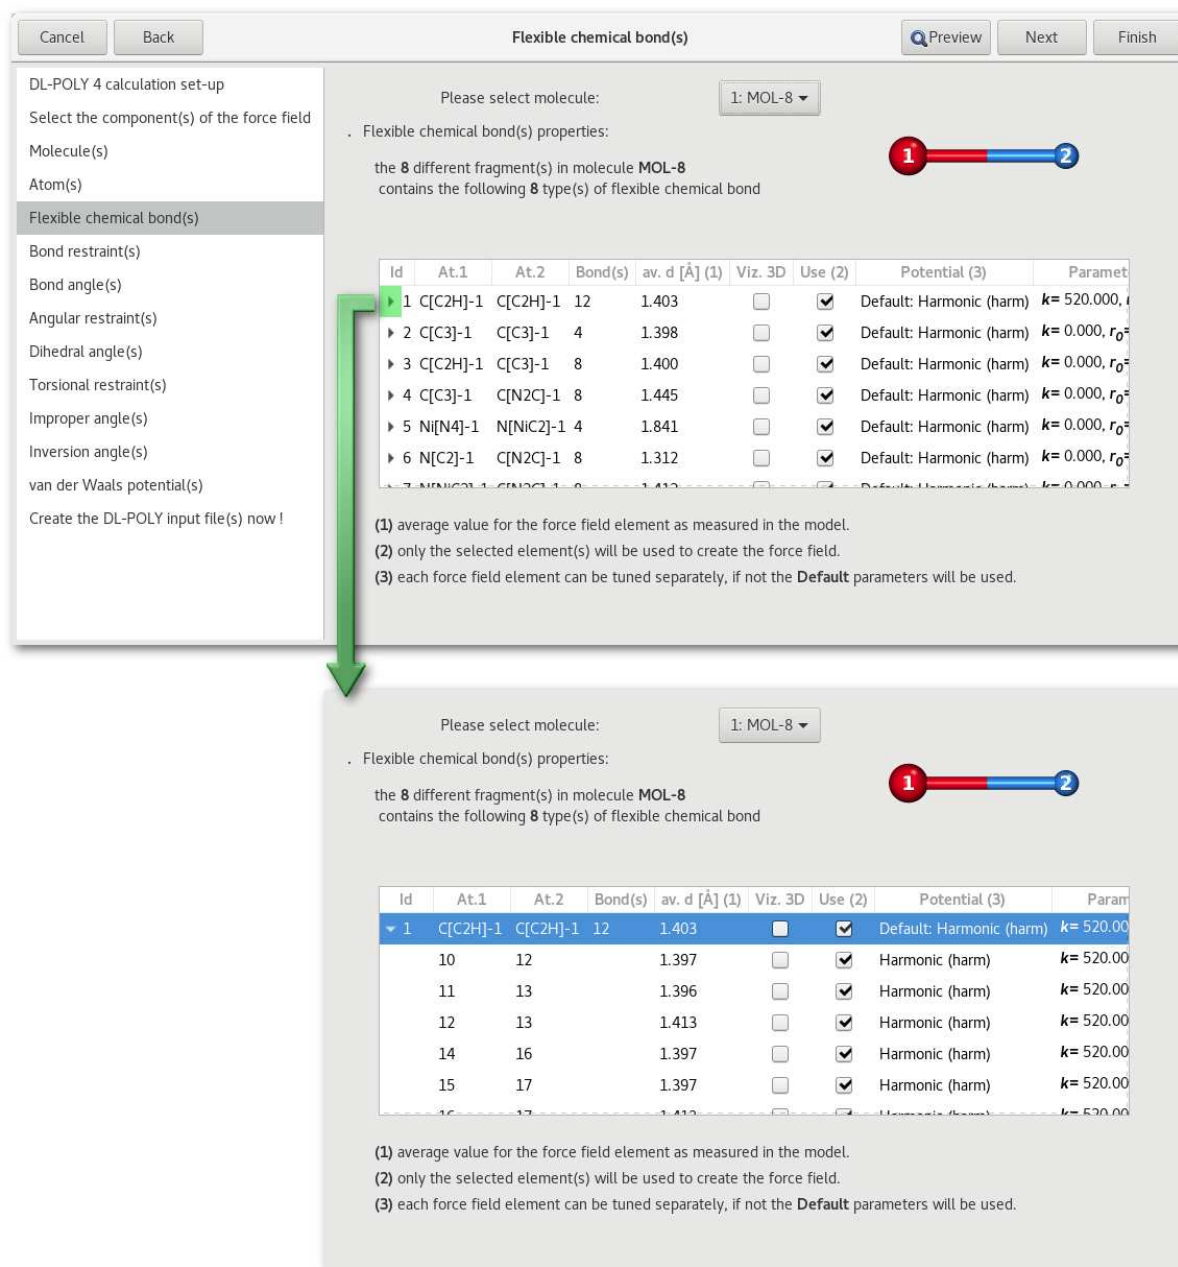 Cancel Back Flexible chemical bond(s) Preview Next Finish
DL-POLY 4 calculation set-up
Select the component(s) of the force field
Molecule(s)
Atom(s)
Flexible chemical bond(s)
Bond restraint(s)
Bond angle(s)
Angular restraint(s)
Dihedral angle(s)
Torsional restraint(s)
Improper angle(s)
Inversion angle(s)
van der Waals potential(s)
Create the DL-POLY input file(s) now !
Please select molecule: 1: MOL-8
. Flexible chemical bond(s) properties:
1 2
the 8 different fragment(s) in molecule MOL-8
contains the following 8 type(s) of flexible chemical bond
Id At.1 At.2 Bond(s) av. d [Å] (1) Viz. 3D Use (2) Potential (3) Paramet
1 C[C2H]-1 C[C2H]-1 12 1.403 Default: Harmonic (harm) k= 520.000,
2 C[C3]-1 C[C3]-1 4 1.398 Default: Harmonic (harm) k= 0.000, r0=
3 C[C2H]-1 C[C3]-1 8 1.400 Default: Harmonic (harm) k= 0.000, r0=
4 C[C3]-1 C[N2C]-1 8 1.445 Default: Harmonic (harm) k= 0.000, r0=
5 Ni[N4]-1 N[NiC2]-1 4 1.841 Default: Harmonic (harm) k= 0.000, r0=
6 N[C2]-1 C[N2C]-1 8 1.312 Default: Harmonic (harm) k= 0.000, r0=
7 N[NiC2]-1 C[N2C]-1 8 1.412 Default: Harmonic (harm) k= 0.000, r
(1) average value for the force field element as measured in the model.
(2) only the selected element(s) will be used to create the force field.
(3) each force field element can be tuned separately, if not the Default parameters will be used.
Please select molecule: 1: MOL-8
. Flexible chemical bond(s) properties:
1 2
the 8 different fragment(s) in molecule MOL-8
contains the following 8 type(s) of flexible chemical bond
Id At.1 At.2 Bond(s) av. d [Å] (1) Viz. 3D Use (2) Potential (3) Param
1 C[C2H]-1 C[C2H]-1 12 1.403 Default: Harmonic (harm) k= 520.00
10 12 1.397 Harmonic (harm) k= 520.00
11 13 1.396 Harmonic (harm) k= 520.00
12 13 1.413 Harmonic (harm) k= 520.00
14 16 1.397 Harmonic (harm) k= 520.00
15 17 1.397 Harmonic (harm) k= 520.00
16 17 Harmonic (harm) k= 520.00
(1) average value for the force field element as measured in the model.
(2) only the selected element(s) will be used to create the force field.
(3) each force field element can be tuned separately, if not the Default parameters will be used.